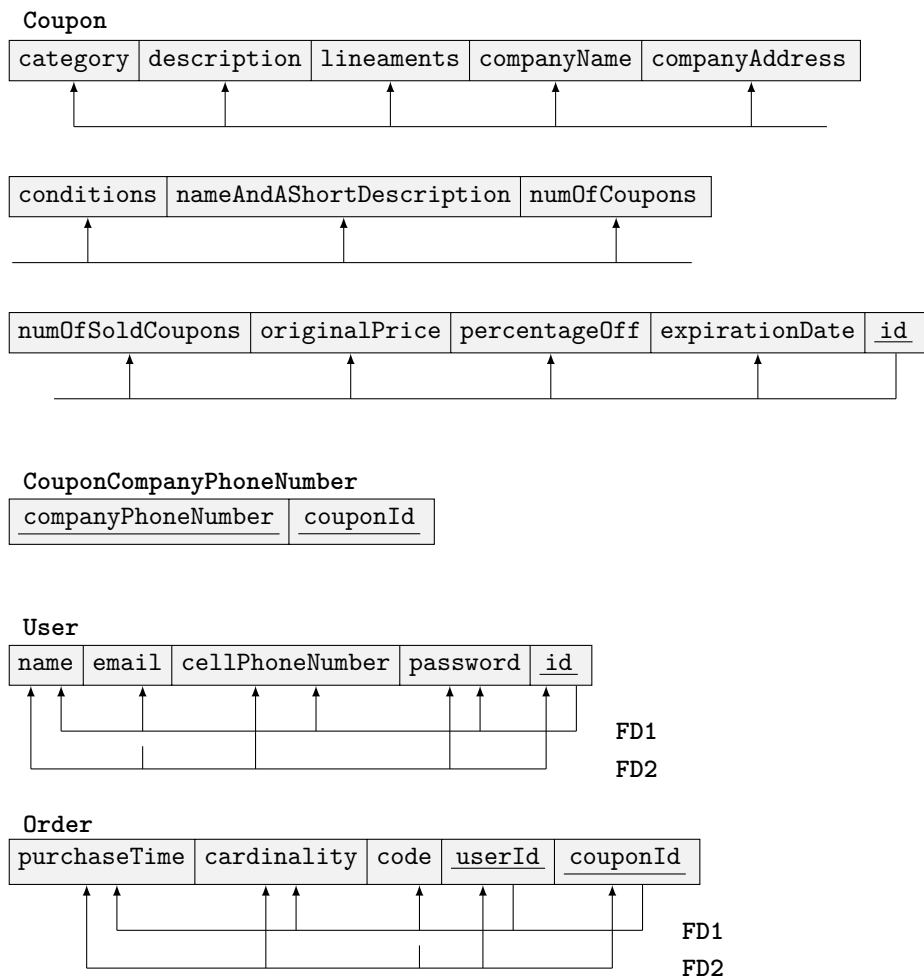 Coupon
category description lineaments companyName companyAddress
conditions nameAndAShortDescription numOfCoupons
numOfSoldCoupons originalPrice percentageOff expirationDate id
CouponCompanyPhoneNumber
companyPhoneNumber couponId
User
name email cellPhoneNumber password id
FD1
FD2
Order
purchaseTime cardinality code userId couponId
FD1
FD2